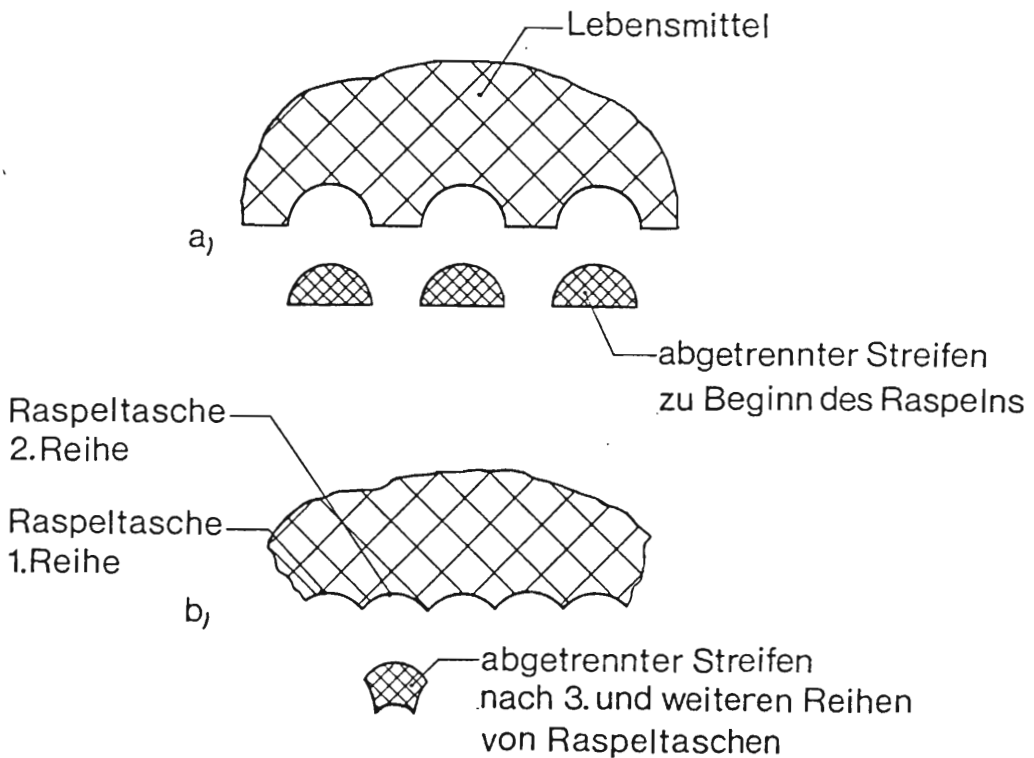 Lebensmittel
a)
abgetrennter Streifen
zu Beginn des Raspelns
Raspeltasche
2. Reihe
Raspeltasche
1. Reihe
b)
abgetrennter Streifen
nach 3. und weiteren Reihen
von Raspeltaschen